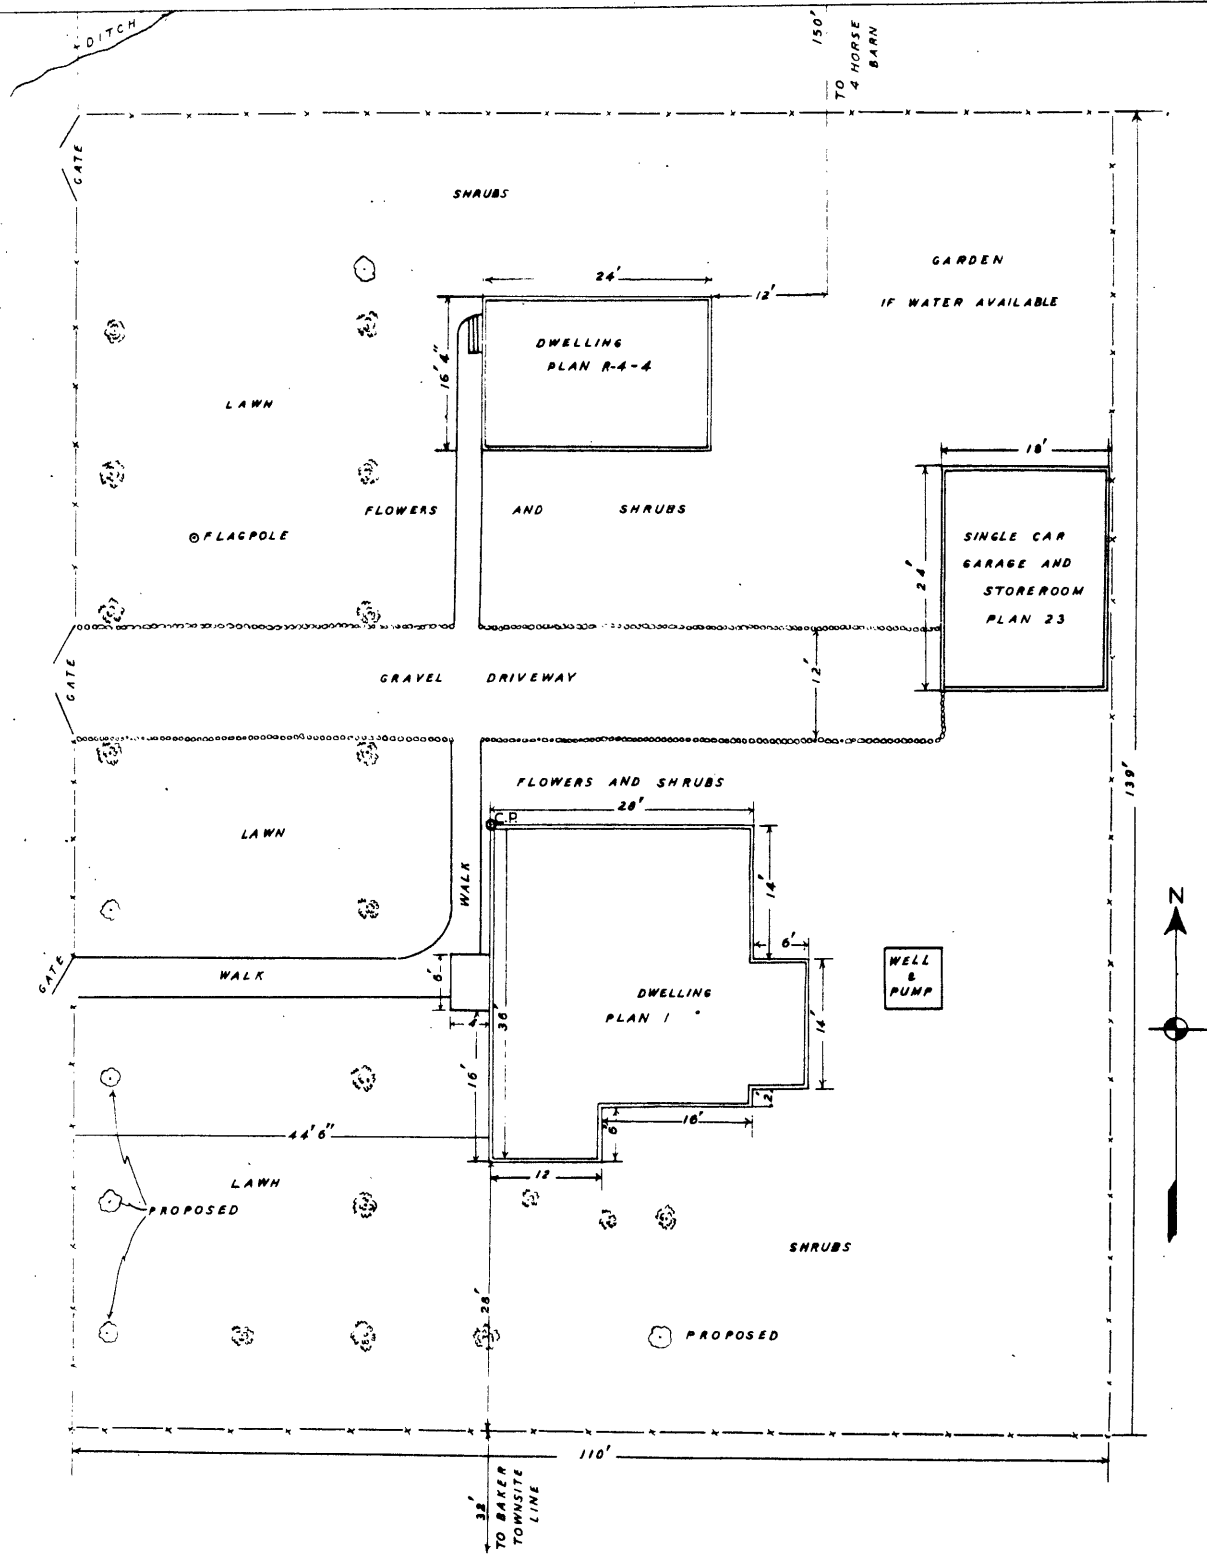 DITCH
150'
TO
4 HORSE
BARN
GATE
SHRUBS
GARDEN
IF WATER AVAILABLE
24'
12'
16'4"
DWELLING
PLAN R-4-4
LAWN
18'
FLOWERS AND SHRUBS
FLAGPOLE
24'
SINGLE CAR
GARAGE AND
STOREROOM
PLAN 23
GATE
GRAVEL DRIVEWAY
12'
139'
FLOWERS AND SHRUBS
28'
C.P.
LAWN
WALK
14'
N
6'
GATE
WALK
6'
4'
36'
DWELLING
PLAN 1
WELL
&
PUMP
14'
16'
2'
16'
6'
44'6"
12
LAWN
PROPOSED
SHRUBS
28'
PROPOSED
110'
32'
TO BAKER
TOWNSITE
LINE